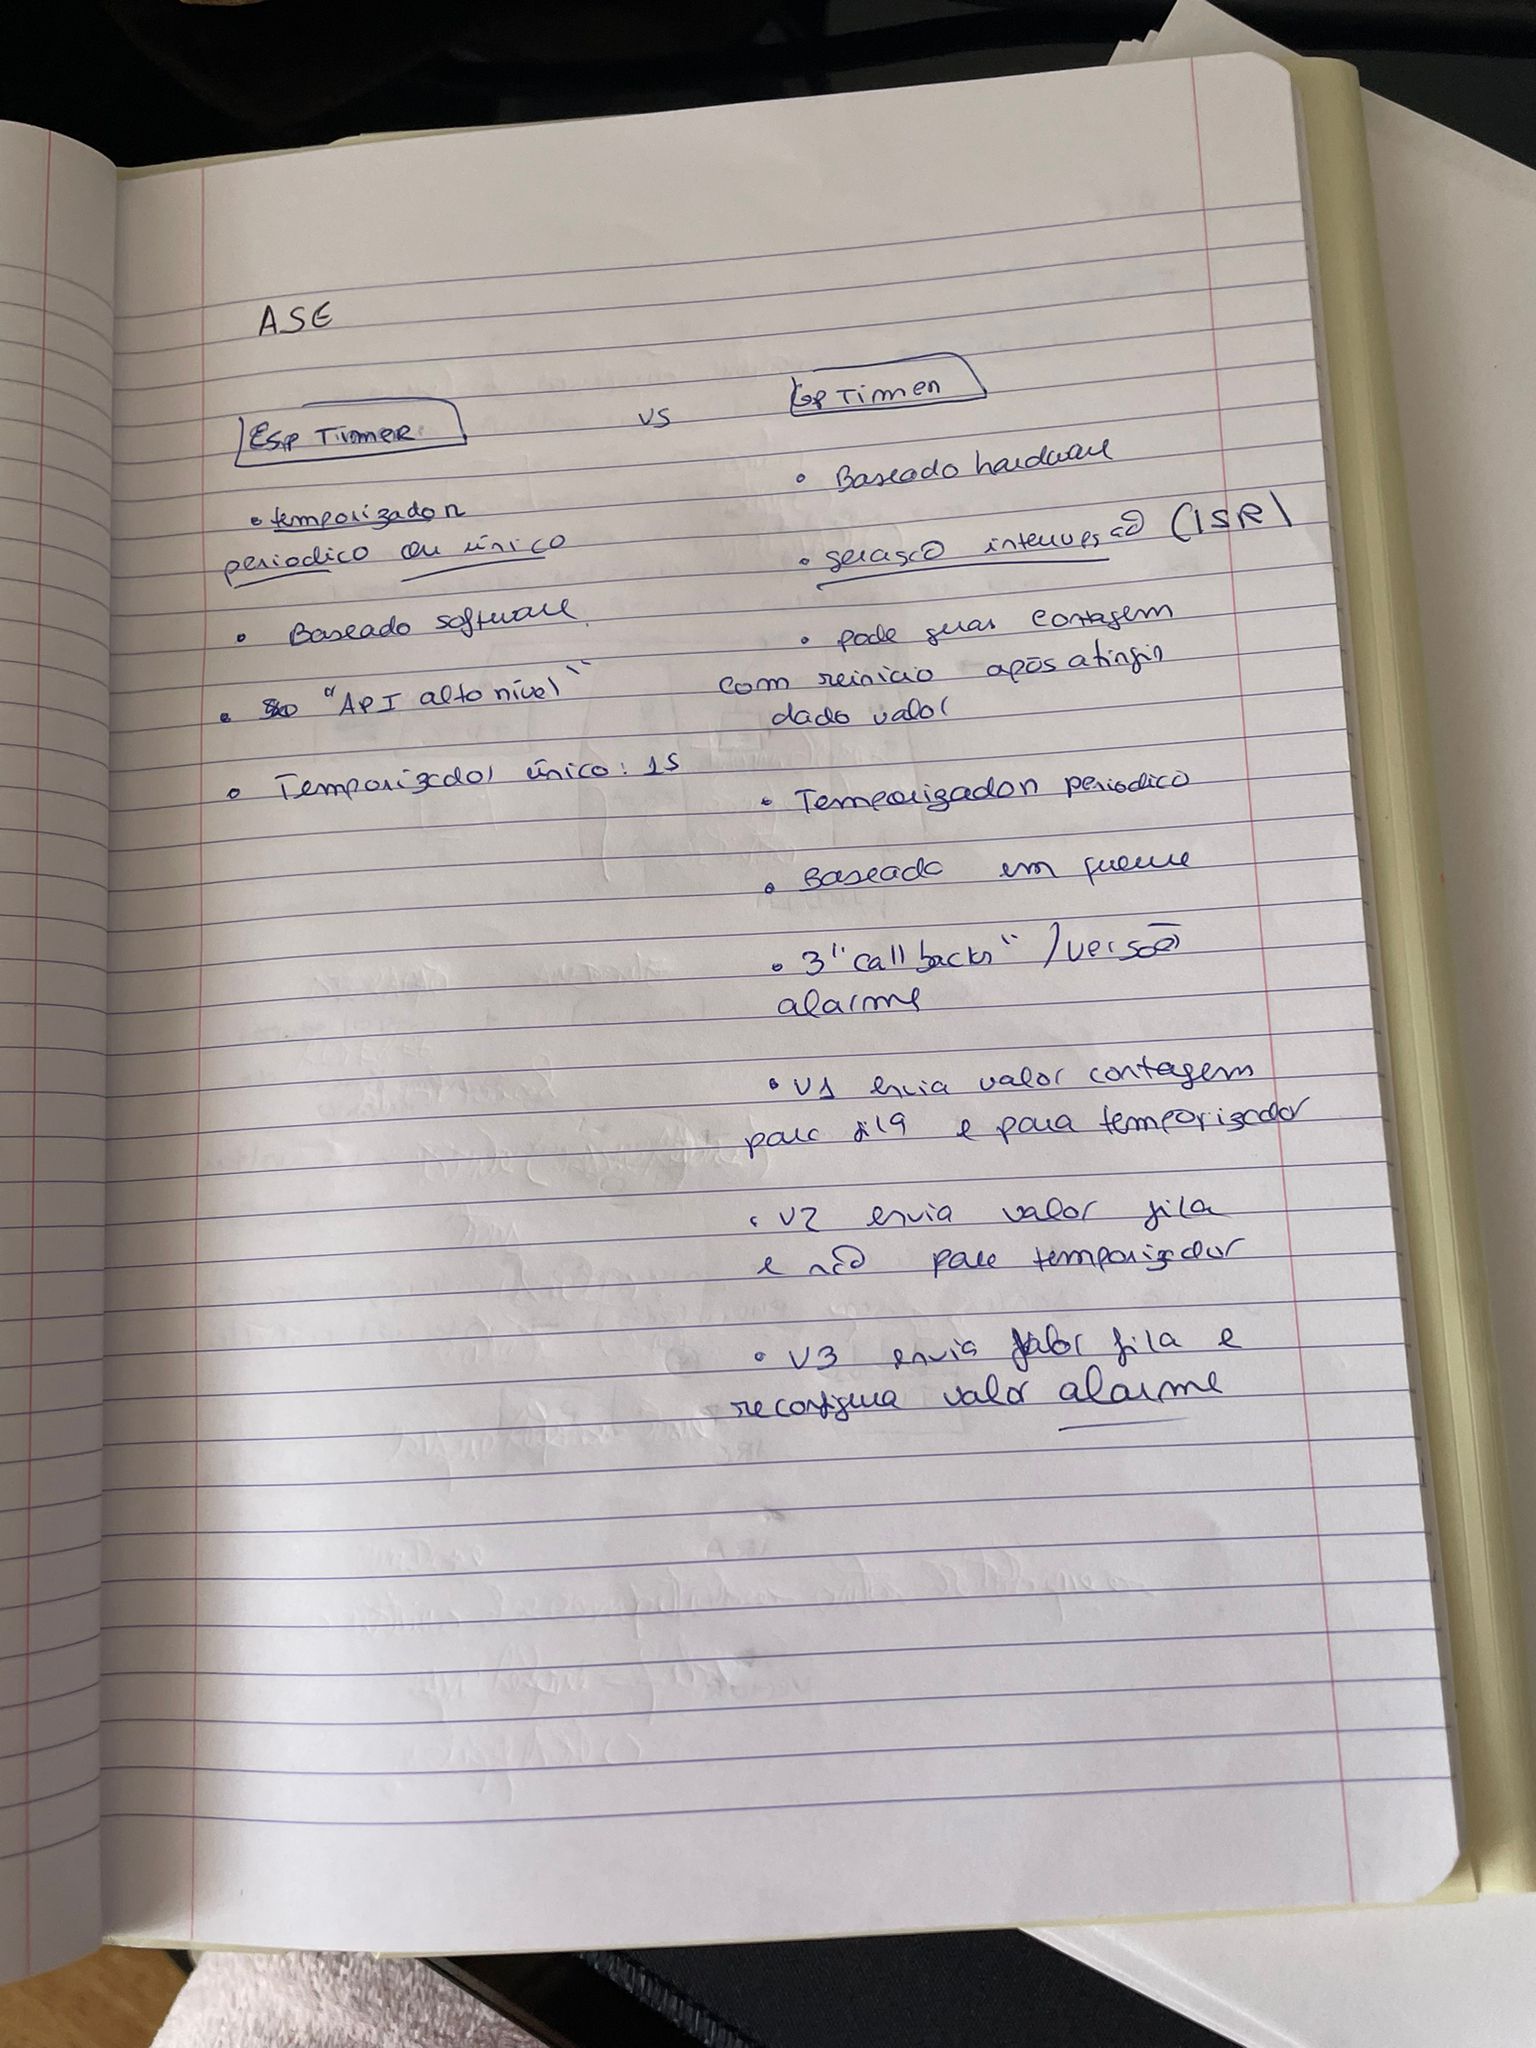 ASE
Esp Timer vs Gp Timer
• temporizador
periodico ou único
• Baseado software
• "API alto nível"
• Temporizador único: 1s
• Baseado hardware
• geração interrupção (ISR)
• pode gerar contagem
com reinicio após atingir
dado valor
• Temporizador periodico
• Baseado em queue
• 3 "callbacks" / versão
alarme
• V1 envia valor contagem
para fila e para temporizador
• V2 envia valor fila
e não para temporizador
• V3 envia valor fila e
reconfigura valor alarme